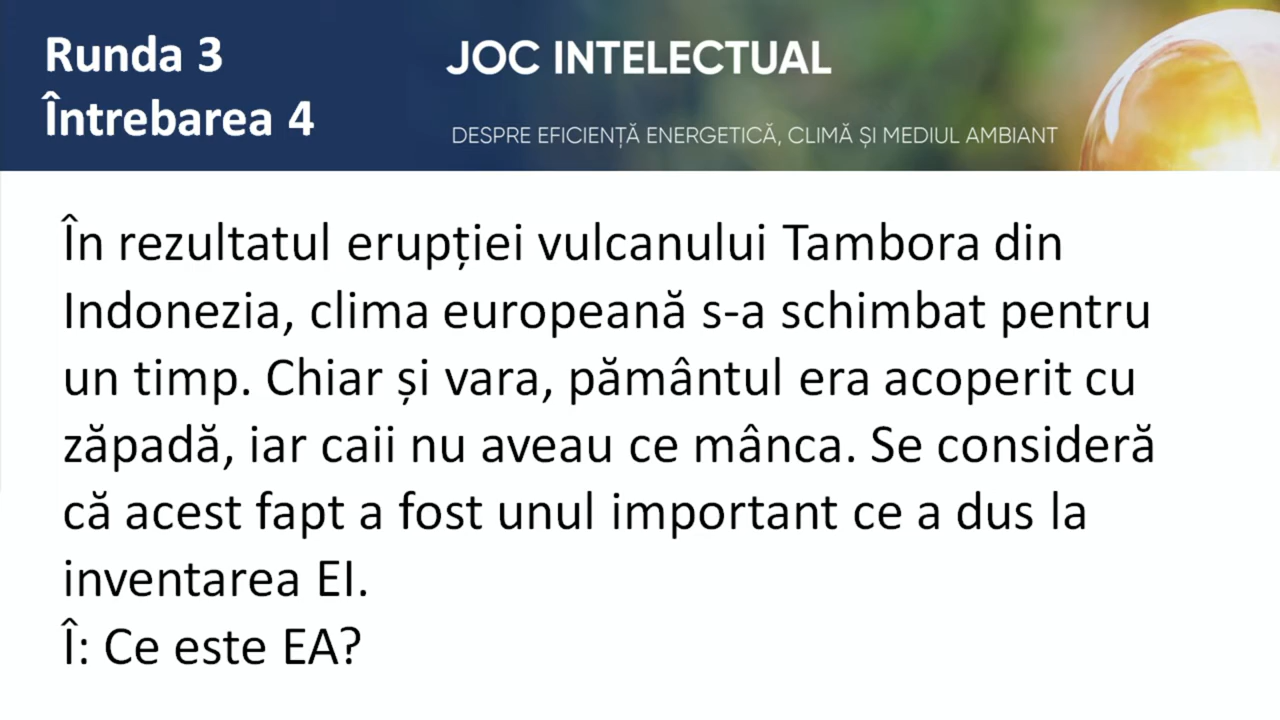 Runda 3
Întrebarea 4
JOC INTELECTUAL
DESPRE EFICIENȚĂ ENERGETICĂ, CLIMĂ ȘI MEDIUL AMBIANT
În rezultatul erupției vulcanului Tambora din
Indonezia, clima europeană s-a schimbat pentru
un timp. Chiar și vara, pământul era acoperit cu
zăpadă, iar caii nu aveau ce mânca. Se consideră
că acest fapt a fost unul important ce a dus la
inventarea EI.
Î: Ce este EA?